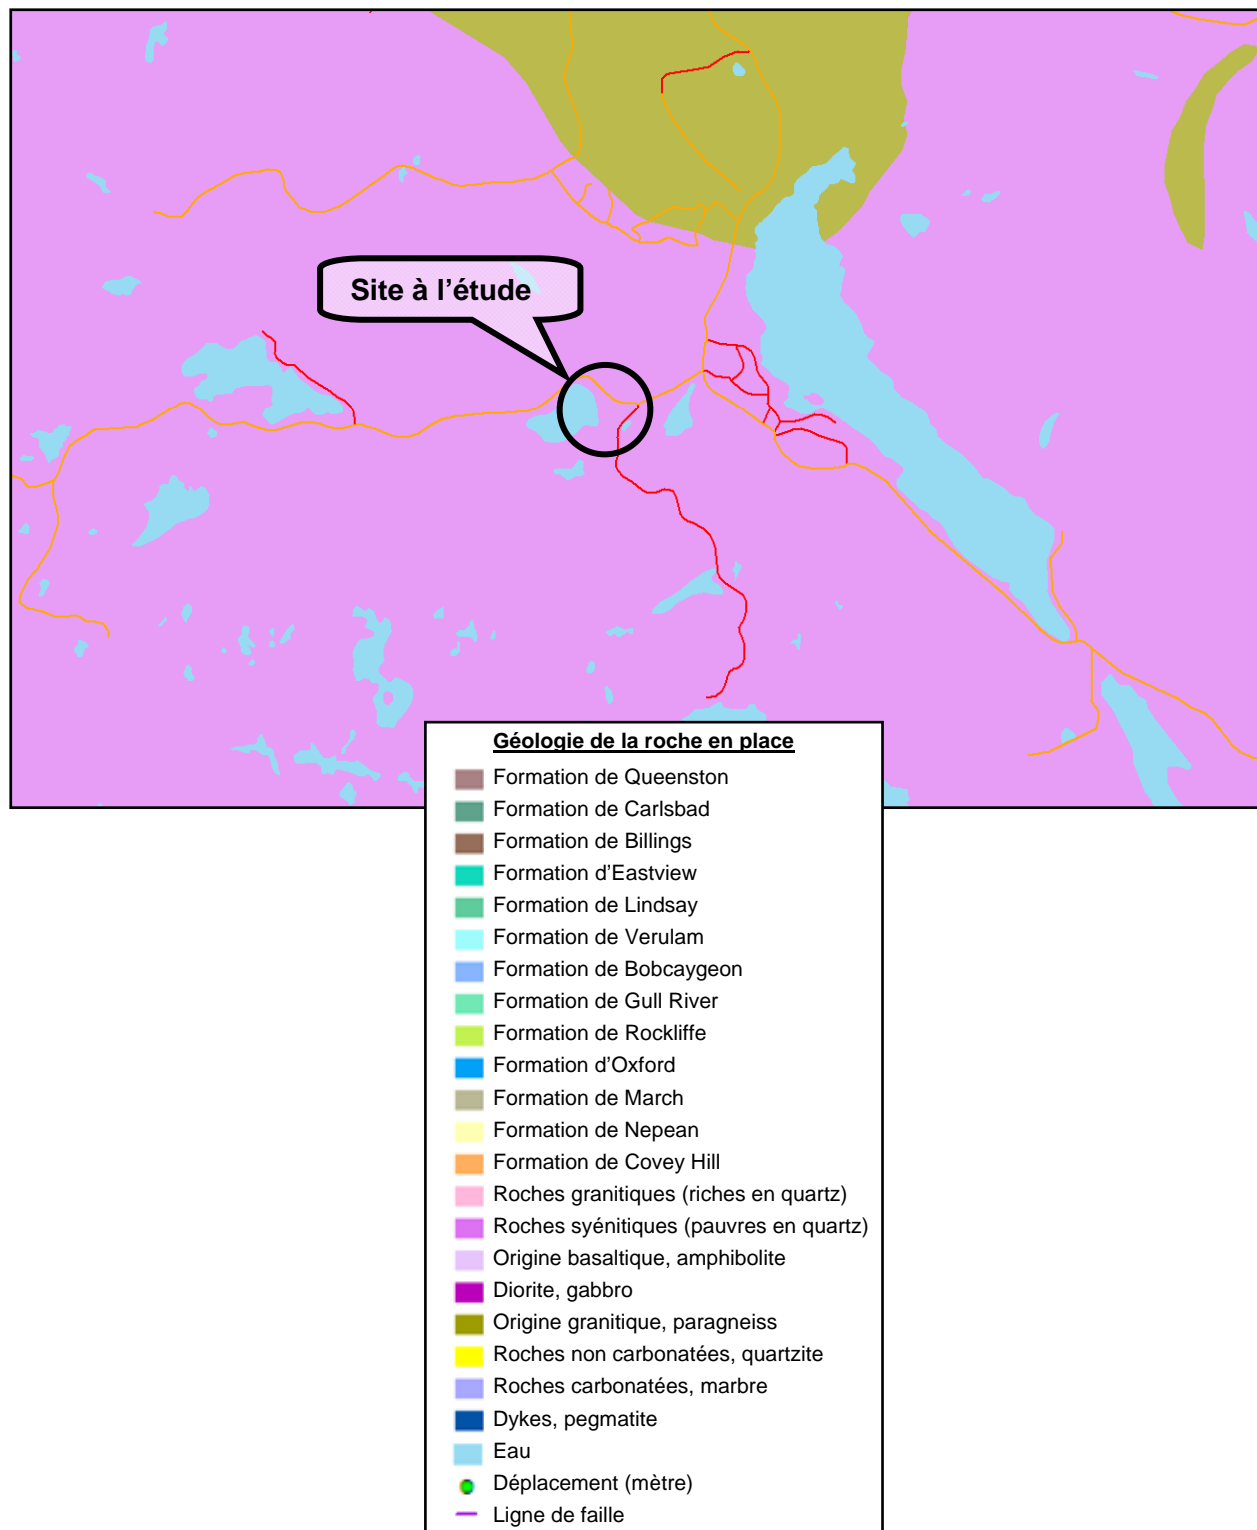 Site à l'étude
Géologie de la roche en place
Formation de Queenston
Formation de Carlsbad
Formation de Billings
Formation d'Eastview
Formation de Lindsay
Formation de Verulam
Formation de Bobcaygeon
Formation de Gull River
Formation de Rockliffe
Formation d'Oxford
Formation de March
Formation de Nepean
Formation de Covey Hill
Roches granitiques (riches en quartz)
Roches syénitiques (pauvres en quartz)
Origine basaltique, amphibolite
Diorite, gabbro
Origine granitique, paragneiss
Roches non carbonatées, quartzite
Roches carbonatées, marbre
Dykes, pegmatite
Eau
Déplacement (mètre)
Ligne de faille